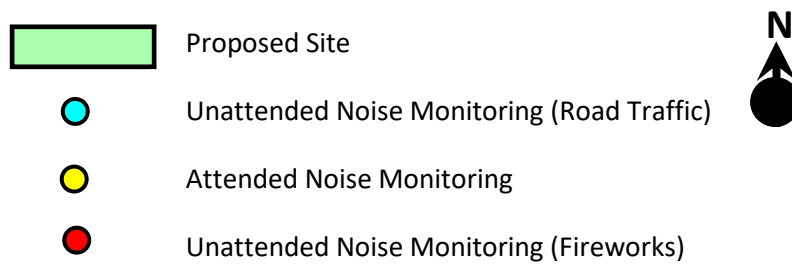 N
Proposed Site
Unattended Noise Monitoring (Road Traffic)
Attended Noise Monitoring
Unattended Noise Monitoring (Fireworks)